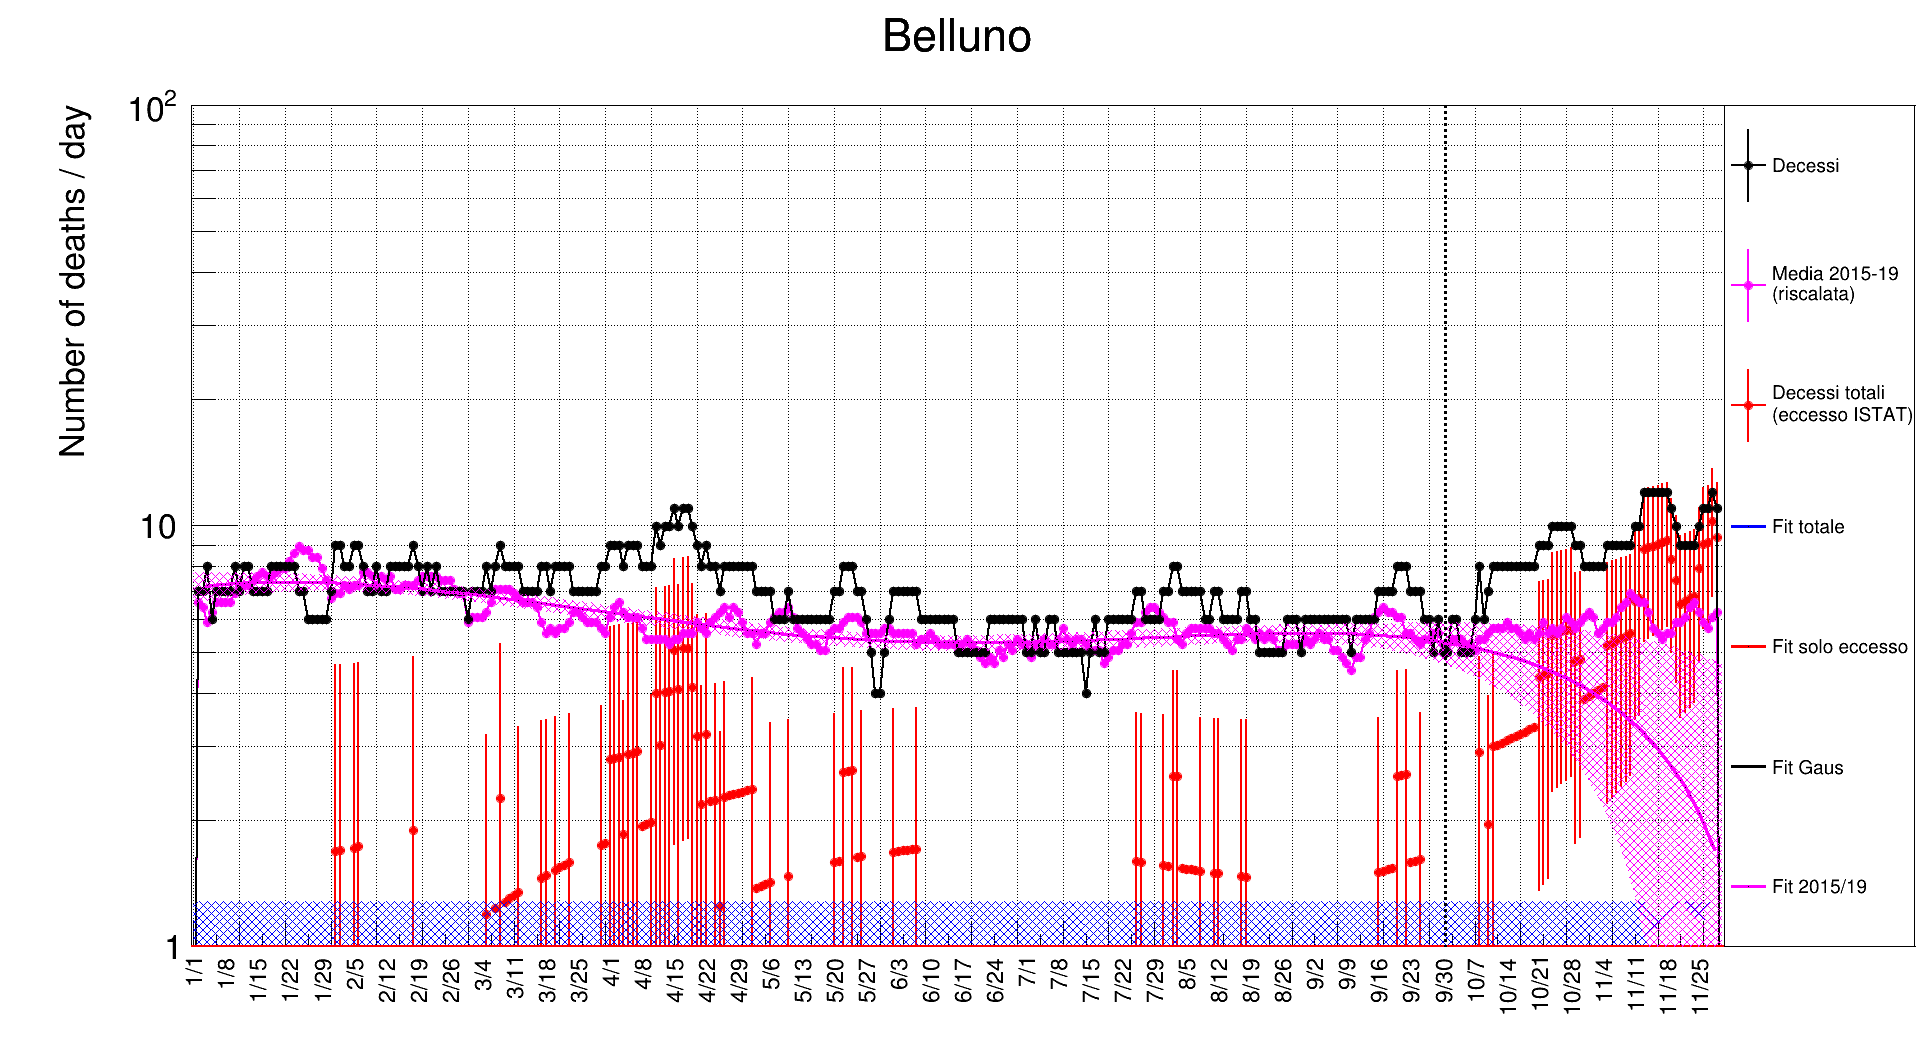 Belluno
Number of deaths / day
10²
10
1
1/1 1/8 1/15 1/22 1/29 2/5 2/12 2/19 2/26 3/4 3/11 3/18 3/25 4/1 4/8 4/15 4/22 4/29 5/6 5/13 5/20 5/27 6/3 6/10 6/17 6/24 7/1 7/8 7/15 7/22 7/29 8/5 8/12 8/19 8/26 9/2 9/9 9/16 9/23 9/30 10/7 10/14 10/21 10/28 11/4 11/11 11/18 11/25
Decessi
Media 2015-19
(riscalata)
Decessi totali
(eccesso ISTAT)
Fit totale
Fit solo eccesso
Fit Gaus
Fit 2015/19